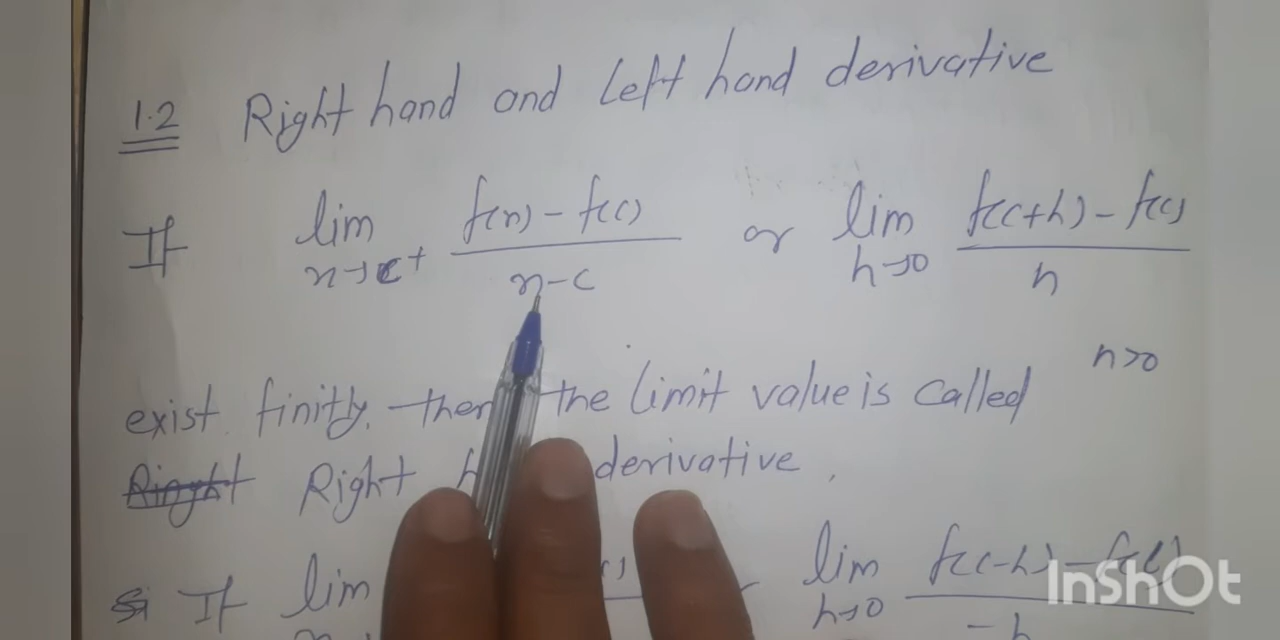 1.2 Right hand and Left hand derivative
If lim x→c+ f(x) - f(c) / x - c or lim h→0 f(c+h) - f(c) / h
h>0
exist finitly. then the limit value is called
Right derivative.
If lim lim h→0 f(c-h) - f(c) / -h
InShOt